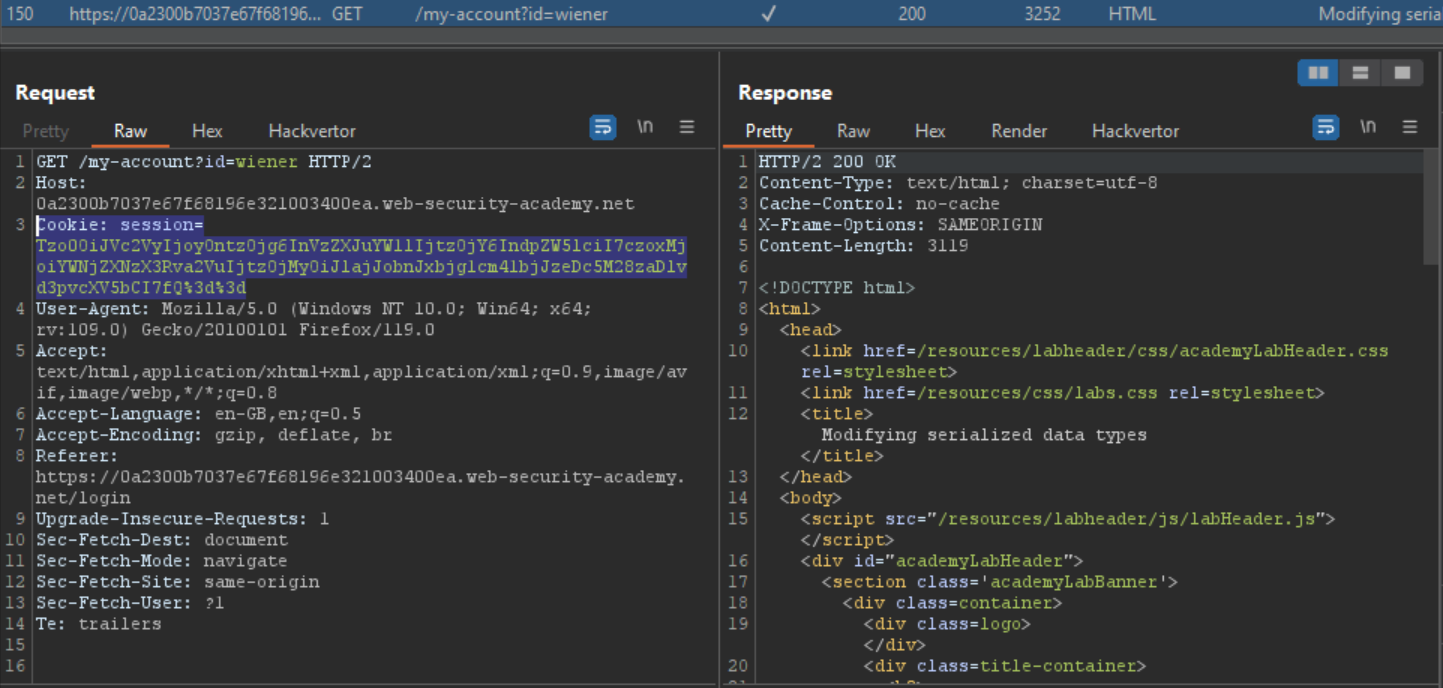 150 https://0a2300b7037e67f68196... GET /my-account?id=wiener ✓ 200 3252 HTML Modifying seria
Request
Pretty Raw Hex Hackvertor \n
1 GET /my-account?id=wiener HTTP/2
2 Host:
0a2300b7037e67f68196e321003400ea.web-security-academy.net
3 Cookie: session=
Tzo0OiJVc2VyIjoyOntzOjg6InVzZXJuYW1lIjtzOjY6IndpZW5lciI7czoxMj
oiYWNjZXNzX3Rva2VuIjtzOjMyOiJlajJobnJxbjg1cm41bjJzeDc5M28zaDlv
d3pvcXV5bCI7fQ%3d%3d
4 User-Agent: Mozilla/5.0 (Windows NT 10.0; Win64; x64;
rv:109.0) Gecko/20100101 Firefox/119.0
5 Accept:
text/html,application/xhtml+xml,application/xml;q=0.9,image/av
if,image/webp,*/*;q=0.8
6 Accept-Language: en-GB,en;q=0.5
7 Accept-Encoding: gzip, deflate, br
8 Referer:
https://0a2300b7037e67f68196e321003400ea.web-security-academy.
net/login
9 Upgrade-Insecure-Requests: 1
10 Sec-Fetch-Dest: document
11 Sec-Fetch-Mode: navigate
12 Sec-Fetch-Site: same-origin
13 Sec-Fetch-User: ?1
14 Te: trailers
15
16
Response
Pretty Raw Hex Render Hackvertor \n
1 HTTP/2 200 OK
2 Content-Type: text/html; charset=utf-8
3 Cache-Control: no-cache
4 X-Frame-Options: SAMEORIGIN
5 Content-Length: 3119
6
7 <!DOCTYPE html>
8 <html>
9 <head>
10 <link href=/resources/labheader/css/academyLabHeader.css
rel=stylesheet>
11 <link href=/resources/css/labs.css rel=stylesheet>
12 <title>
Modifying serialized data types
</title>
13 </head>
14 <body>
15 <script src="/resources/labheader/js/labHeader.js">
</script>
16 <div id="academyLabHeader">
17 <section class='academyLabBanner'>
18 <div class=container>
19 <div class=logo>
</div>
20 <div class=title-container>